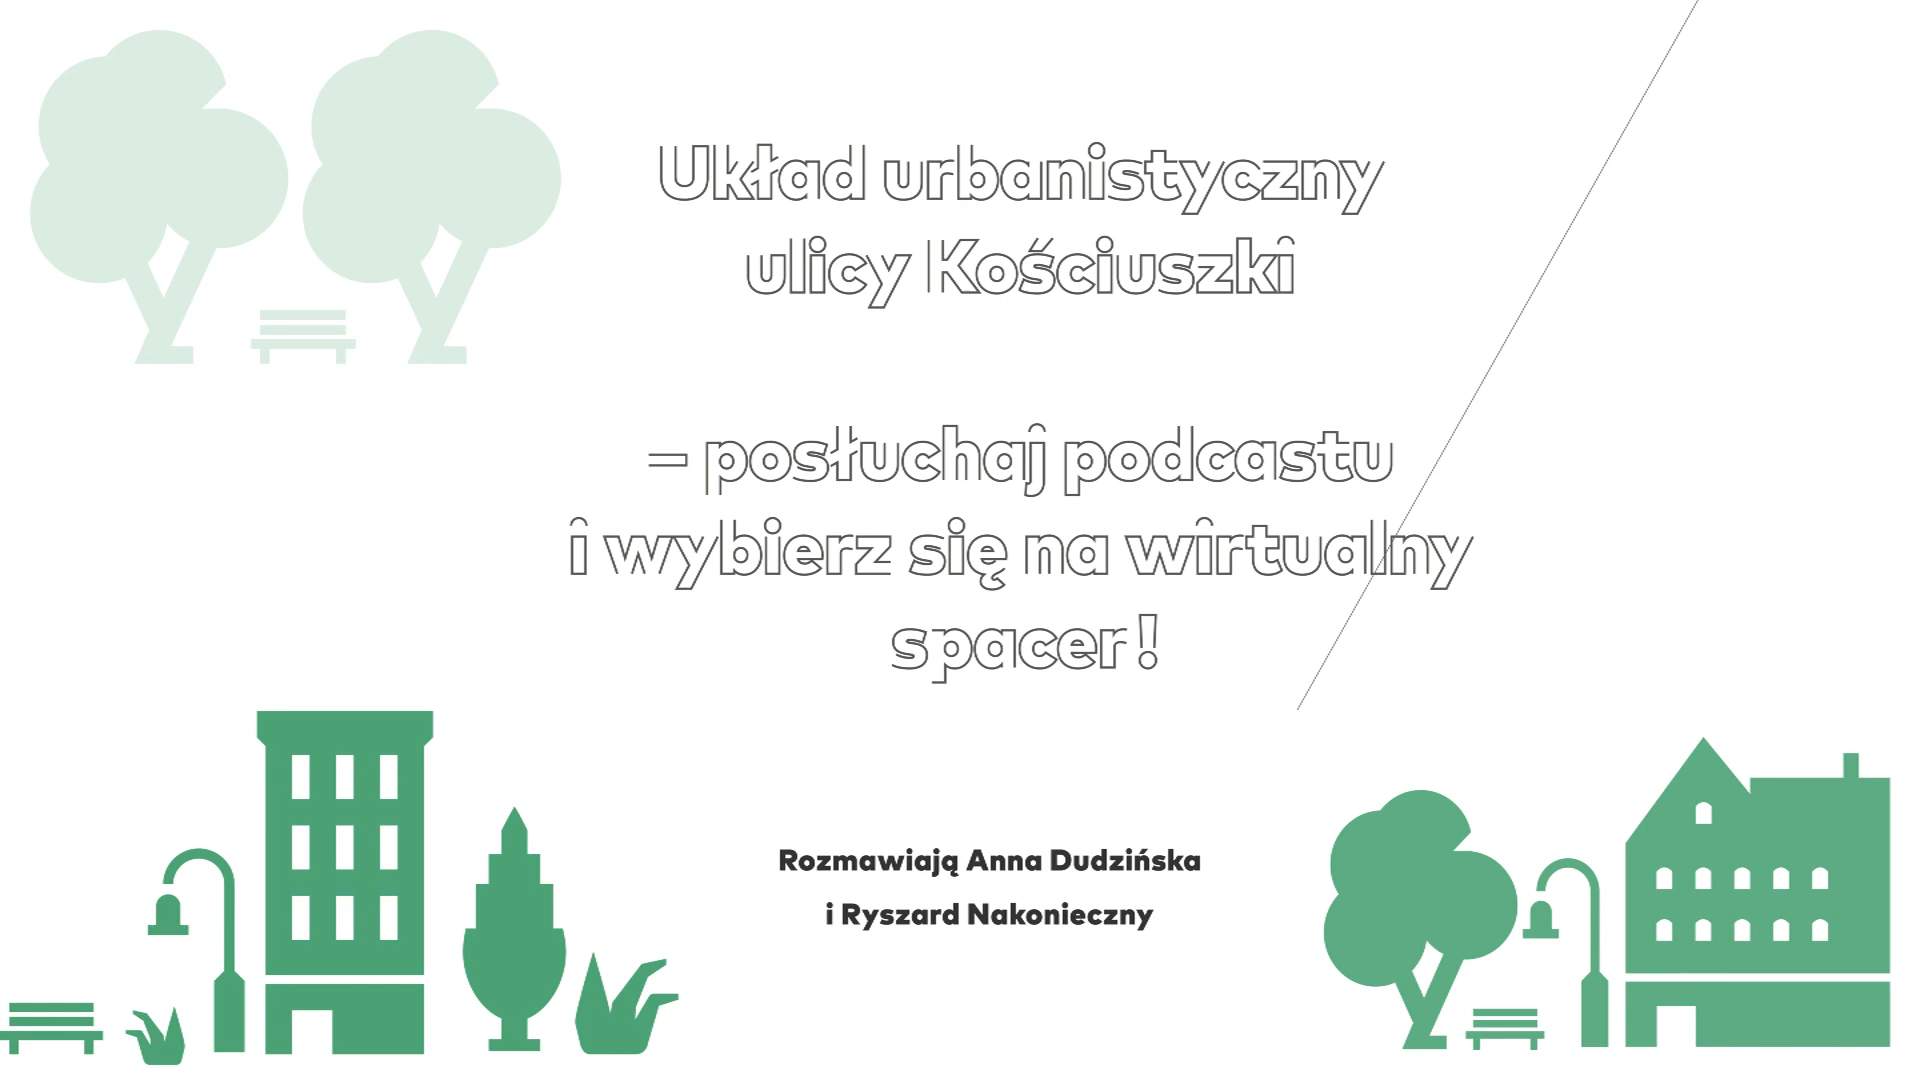 Układ urbanistyczny
ulicy Kościuszki
– posłuchaj podcastu
i wybierz się na wirtualny
spacer!
Rozmawiają Anna Dudzińska
i Ryszard Nakonieczny